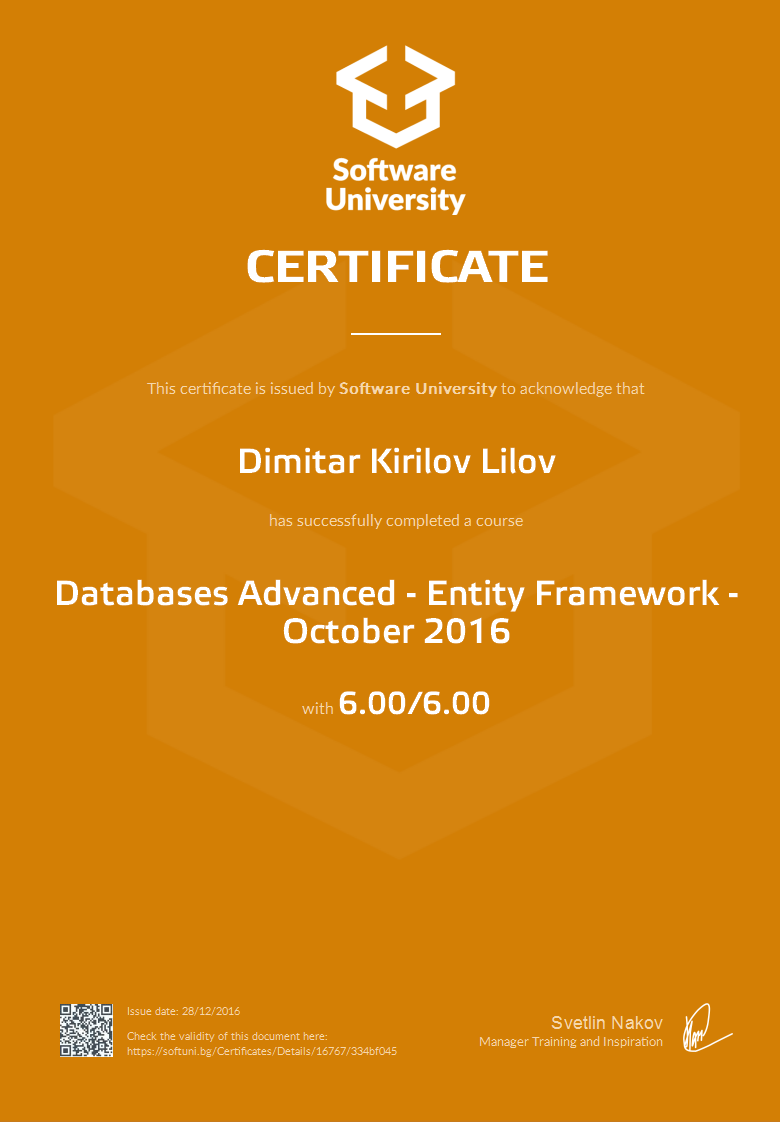 Software
University
CERTIFICATE
This certificate is issued by Software University to acknowledge that
Dimitar Kirilov Lilov
has successfully completed a course
Databases Advanced - Entity Framework -
October 2016
with 6.00/6.00
Issue date: 28/12/2016
Check the validity of this document here:
https://softuni.bg/Certificates/Details/16767/334bf045
Svetlin Nakov
Manager Training and Inspiration